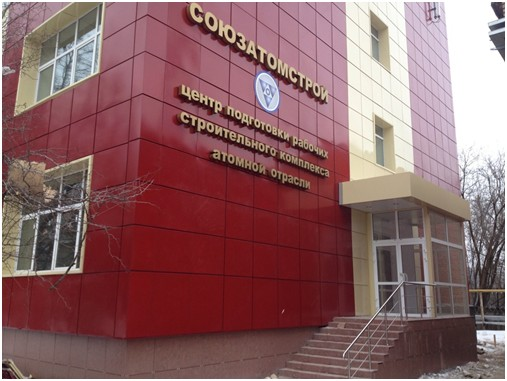 СОЮЗАТОМСТРОЙ
центр подготовки рабочих
строительного комплекса
атомной отрасли